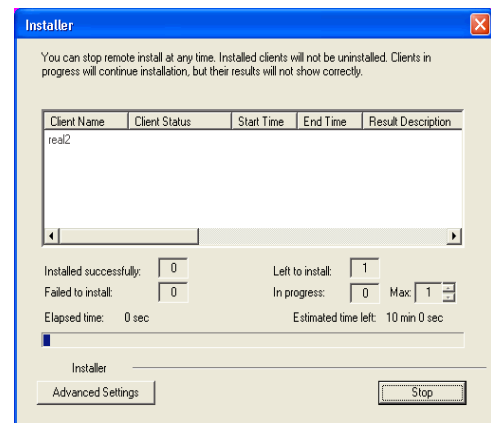 Installer
You can stop remote install at any time. Installed clients will not be uninstalled. Clients in
progress will continue installation, but their results will not show correctly.
Client Name Client Status Start Time End Time Result Description
real2
Installed successfully: 0 Left to install: 1
Failed to install: 0 In progress: 0 Max: 1
Elapsed time: 0 sec Estimated time left: 10 min 0 sec
Installer
Advanced Settings Stop